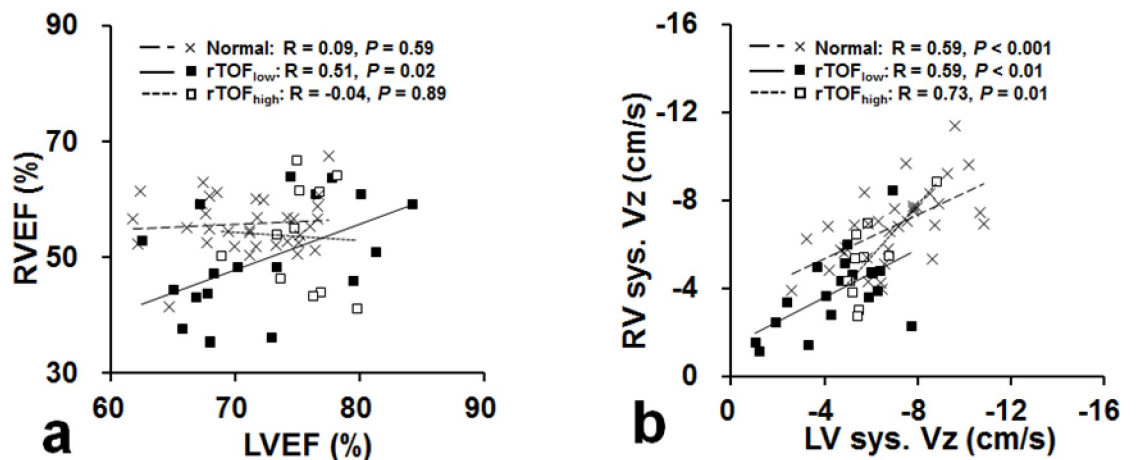 90
Normal: R = 0.09, P = 0.59
rTOFlow: R = 0.51, P = 0.02
rTOFhigh: R = -0.04, P = 0.89
70
50
30
RVEF (%)
60 70 80 90
LVEF (%)
a
-16
Normal: R = 0.59, P < 0.001
rTOFlow: R = 0.59, P < 0.01
rTOFhigh: R = 0.73, P = 0.01
-12
-8
-4
0
RV sys. Vz (cm/s)
0 -4 -8 -12 -16
LV sys. Vz (cm/s)
b